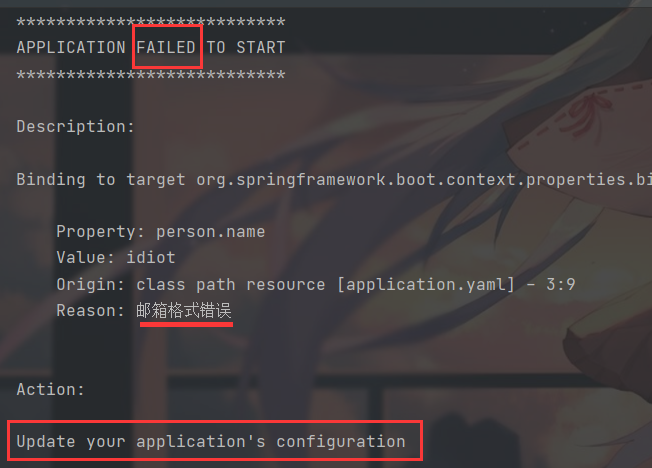 ***************************
APPLICATION FAILED TO START
***************************
Description:
Binding to target org.springframework.boot.context.properties.bi
Property: person.name
Value: idiot
Origin: class path resource [application.yaml] - 3:9
Reason: 邮箱格式错误
Action:
Update your application's configuration